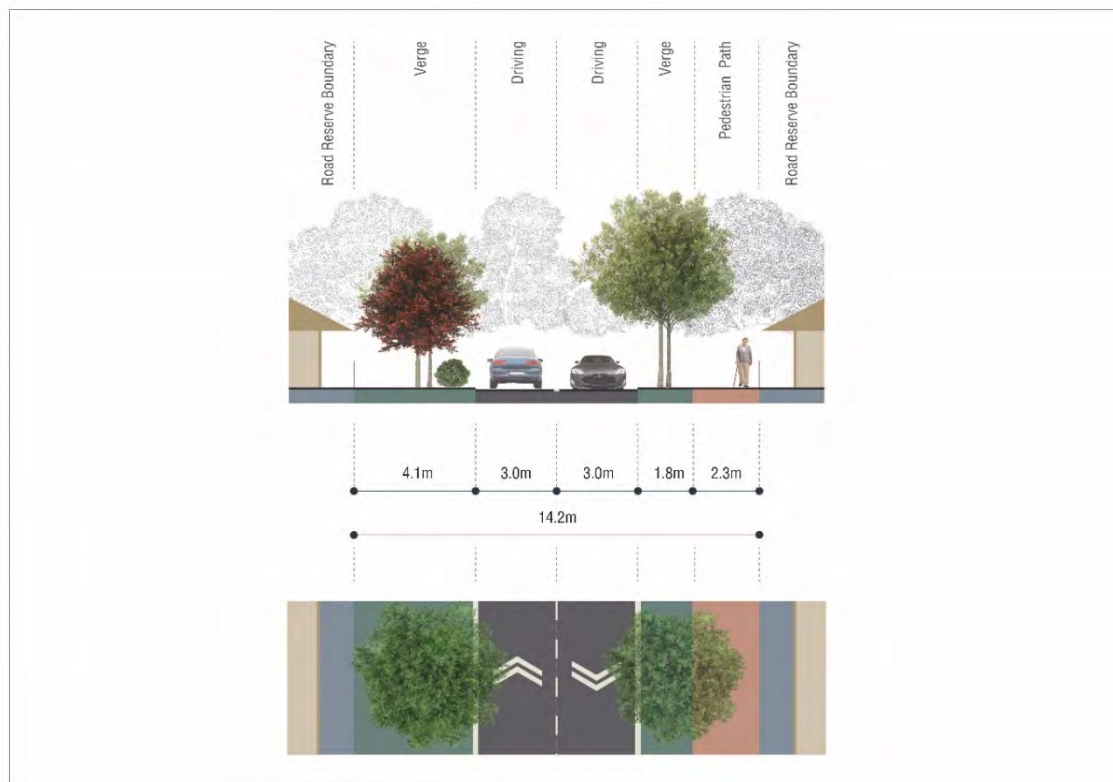 Road Reserve Boundary
Verge
Driving
Driving
Verge
Pedestrian Path
Road Reserve Boundary
4.1m
3.0m
3.0m
1.8m
2.3m
14.2m